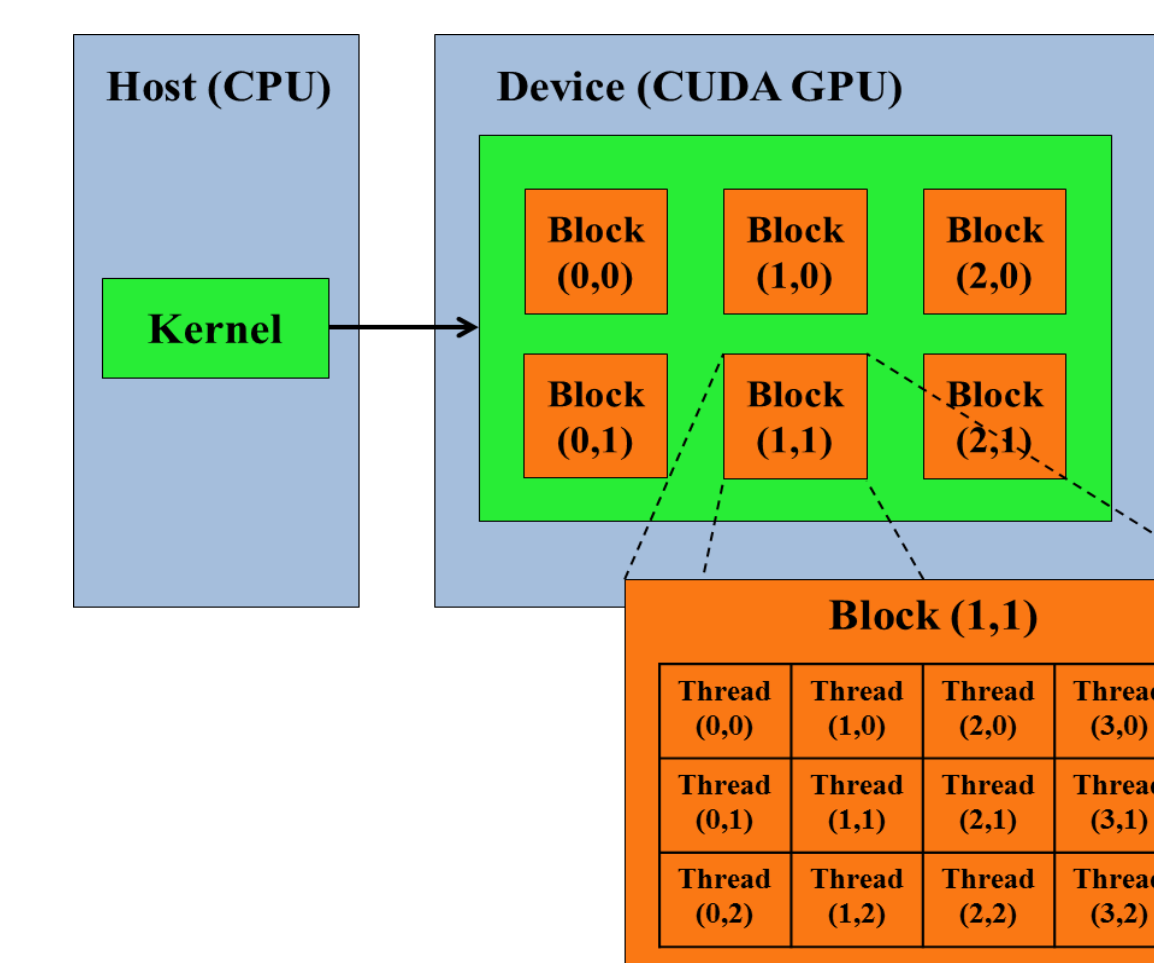 Host (CPU)
Device (CUDA GPU)
Block
(0,0)
Block
(1,0)
Block
(2,0)
Kernel
Block
(0,1)
Block
(1,1)
Block
(2,1)
Block (1,1)
Thread
(0,0)
Thread
(1,0)
Thread
(2,0)
Threa
(3,0)
Thread
(0,1)
Thread
(1,1)
Thread
(2,1)
Threa
(3,1)
Thread
(0,2)
Thread
(1,2)
Thread
(2,2)
Threa
(3,2)